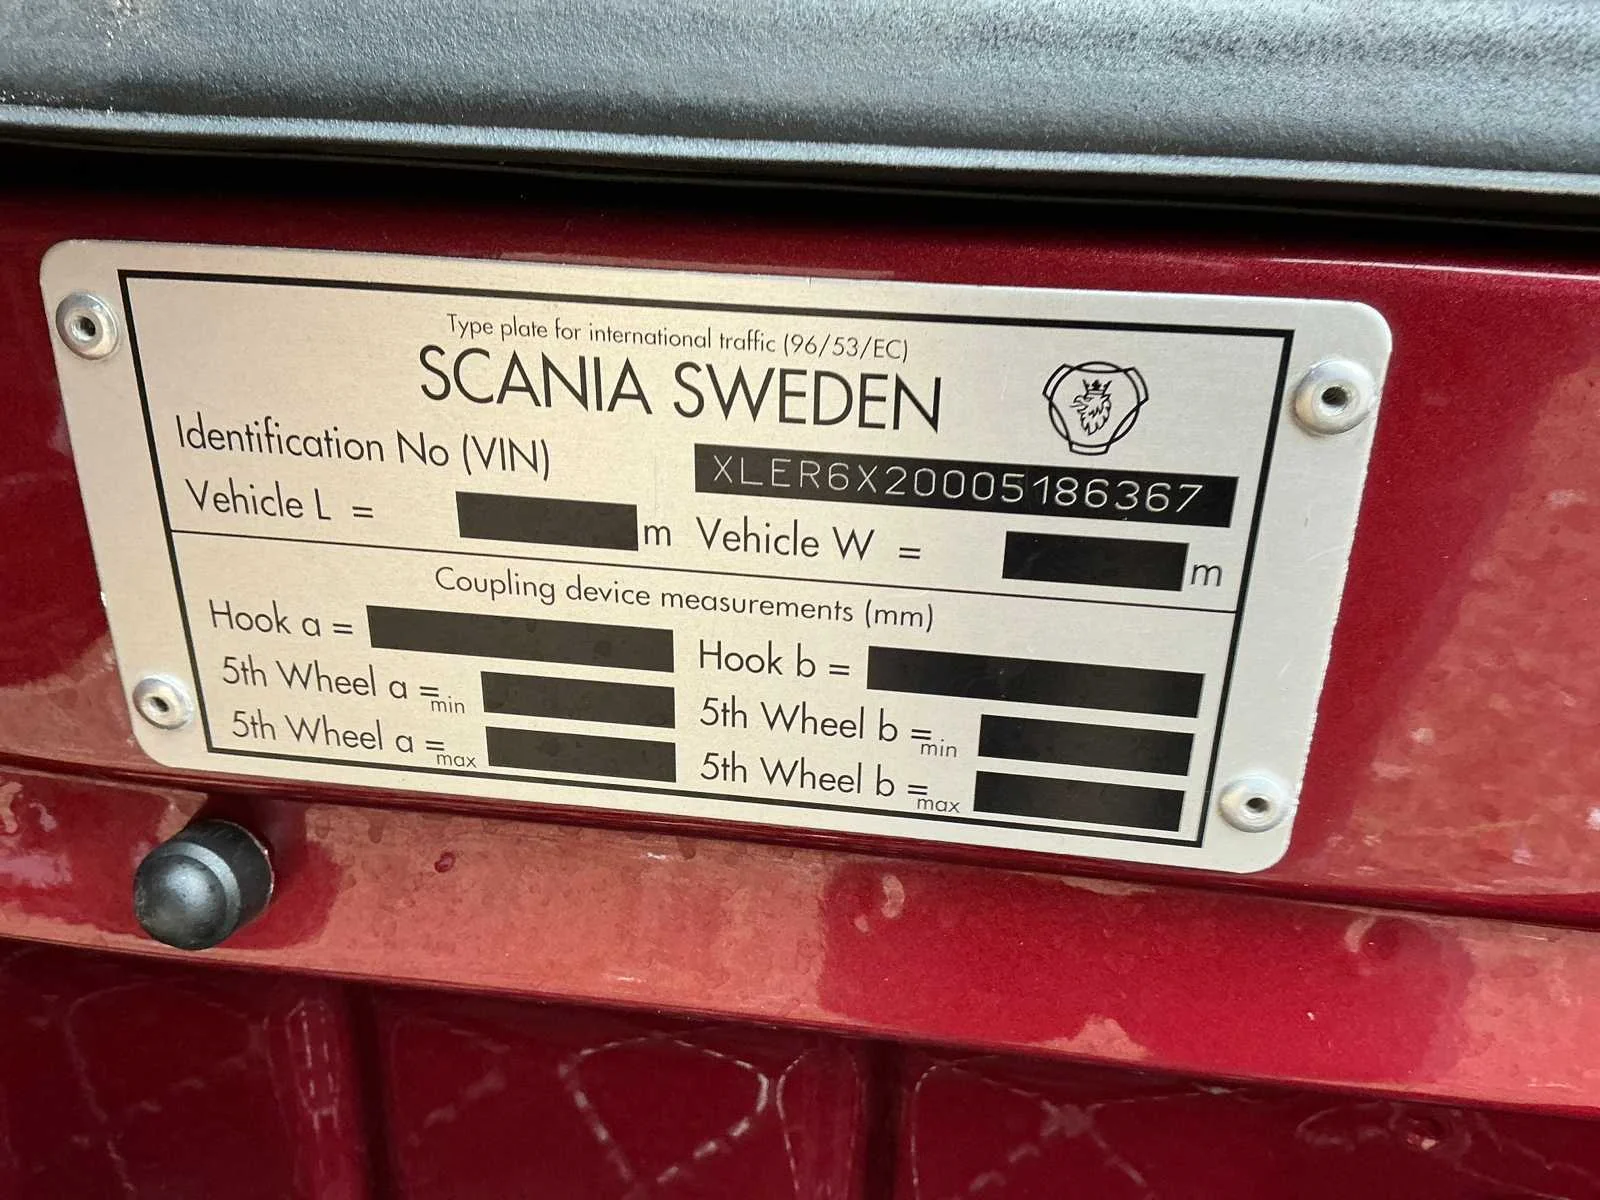 Type plate for international traffic (96/53/EC)
SCANIA SWEDEN
Identification No (VIN) XLER6X20005186367
Vehicle L = m Vehicle W = m
Coupling device measurements (mm)
Hook a = Hook b =
5th Wheel a =min 5th Wheel b =min
5th Wheel a =max 5th Wheel b =max